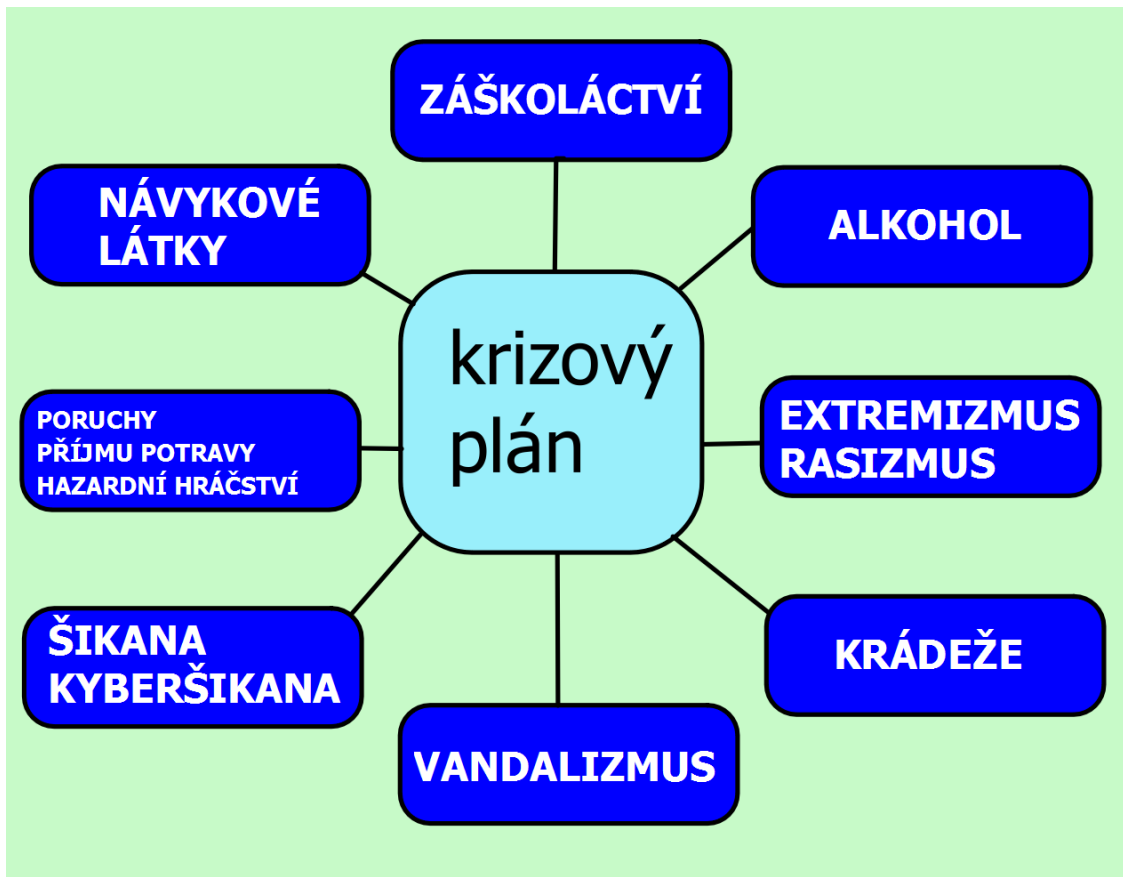 ZÁŠKOLÁCTVÍ
NÁVYKOVÉ
LÁTKY
ALKOHOL
krizový
plán
PORUCHY
PŘÍJMU POTRAVY
HAZARDNÍ HRÁČSTVÍ
EXTREMIZMUS
RASIZMUS
ŠIKANA
KYBERŠIKANA
KRÁDEŽE
VANDALIZMUS